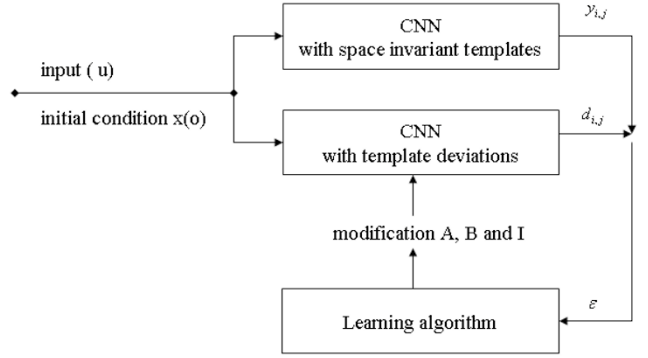 CNN
with space invariant templates
y_{i,j}
input ( u)
initial condition x(o)
CNN
with template deviations
d_{i,j}
modification A, B and I
Learning algorithm
ε